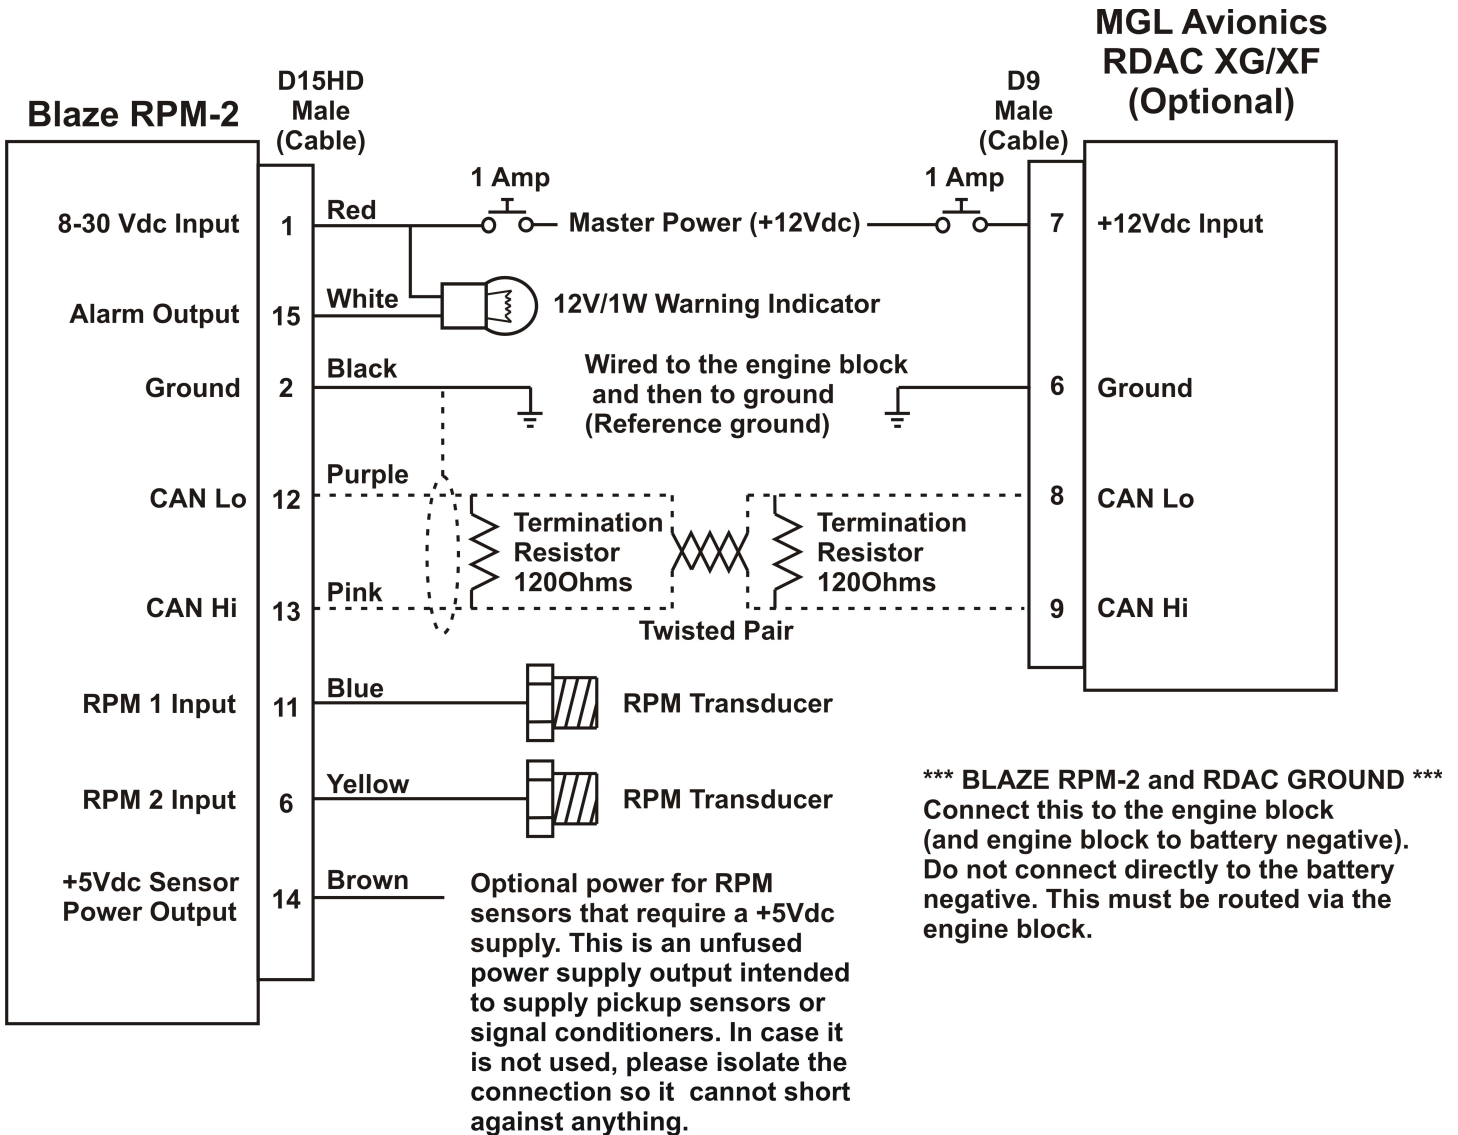 MGL Avionics
RDAC XG/XF
(Optional)
D15HD
Male
(Cable)
D9
Male
(Cable)
Blaze RPM-2
1 Amp
1 Amp
8-30 Vdc Input
1
Red
Master Power (+12Vdc)
7
+12Vdc Input
Alarm Output
15
White
12V/1W Warning Indicator
Ground
2
Black
Wired to the engine block
and then to ground
(Reference ground)
6
Ground
CAN Lo
12
Purple
Termination
Resistor
120Ohms
Termination
Resistor
120Ohms
8
CAN Lo
CAN Hi
13
Pink
Twisted Pair
9
CAN Hi
RPM 1 Input
11
Blue
RPM Transducer
RPM 2 Input
6
Yellow
RPM Transducer
+5Vdc Sensor
Power Output
14
Brown
Optional power for RPM
sensors that require a +5Vdc
supply. This is an unfused
power supply output intended
to supply pickup sensors or
signal conditioners. In case it
is not used, please isolate the
connection so it  cannot short
against anything.
*** BLAZE RPM-2 and RDAC GROUND ***
Connect this to the engine block
(and engine block to battery negative).
Do not connect directly to the battery
negative. This must be routed via the
engine block.